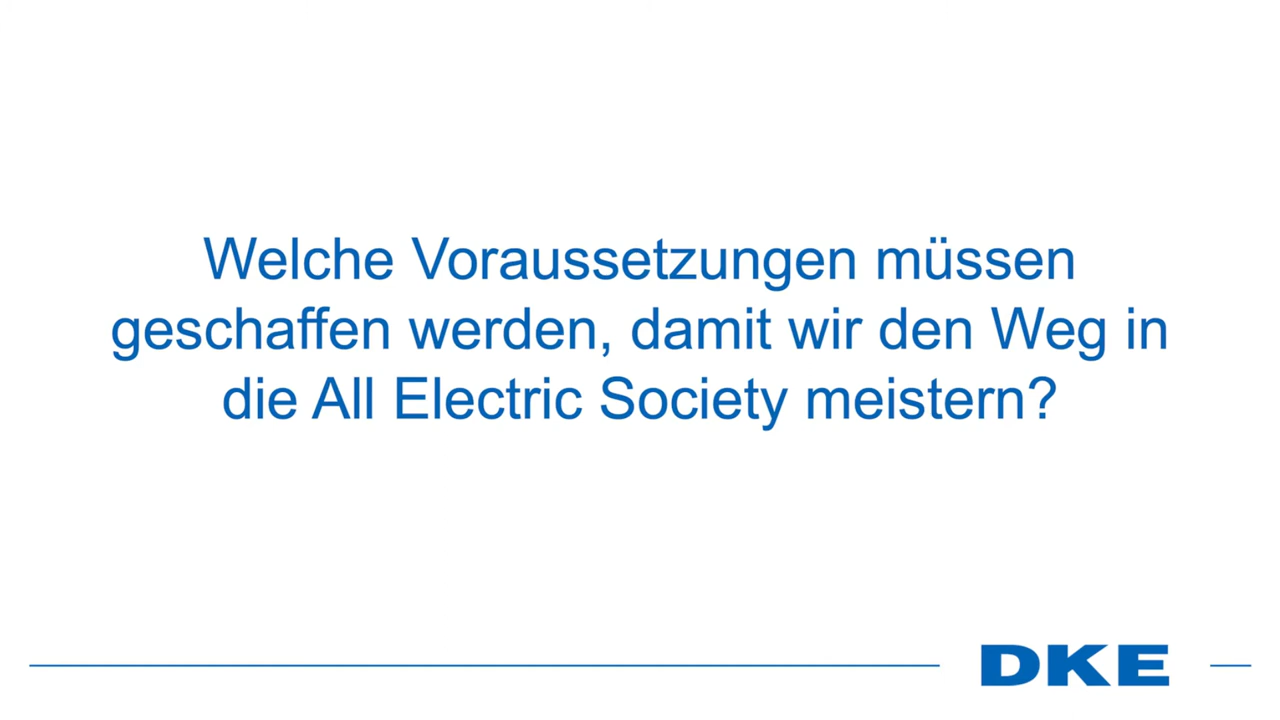 Welche Voraussetzungen müssen
geschaffen werden, damit wir den Weg in
die All Electric Society meistern?
DKE